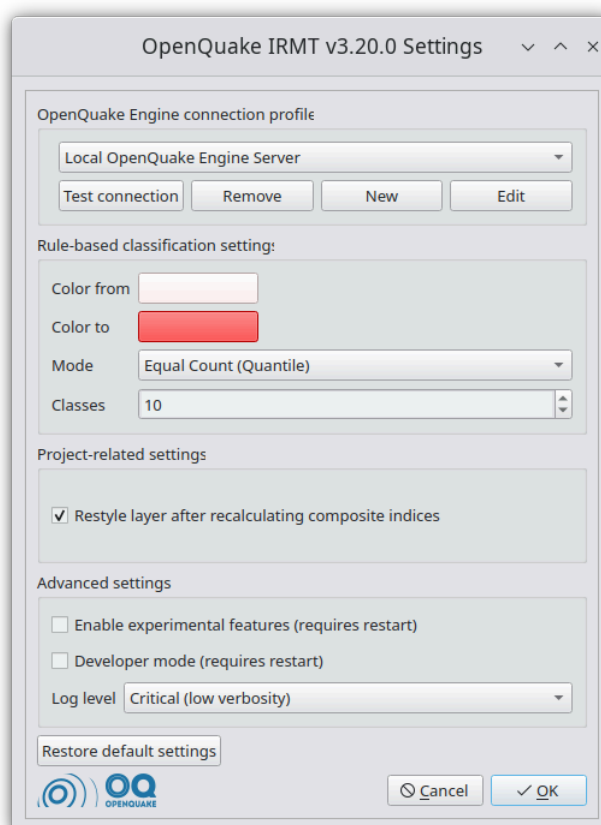 OpenQuake IRMT v3.20.0 Settings
OpenQuake Engine connection profile
Local OpenQuake Engine Server
Test connection Remove New Edit
Rule-based classification settings
Color from
Color to
Mode Equal Count (Quantile)
Classes 10
Project-related settings
Restyle layer after recalculating composite indices
Advanced settings
Enable experimental features (requires restart)
Developer mode (requires restart)
Log level Critical (low verbosity)
Restore default settings
OQ
OPENQUAKE
Cancel OK